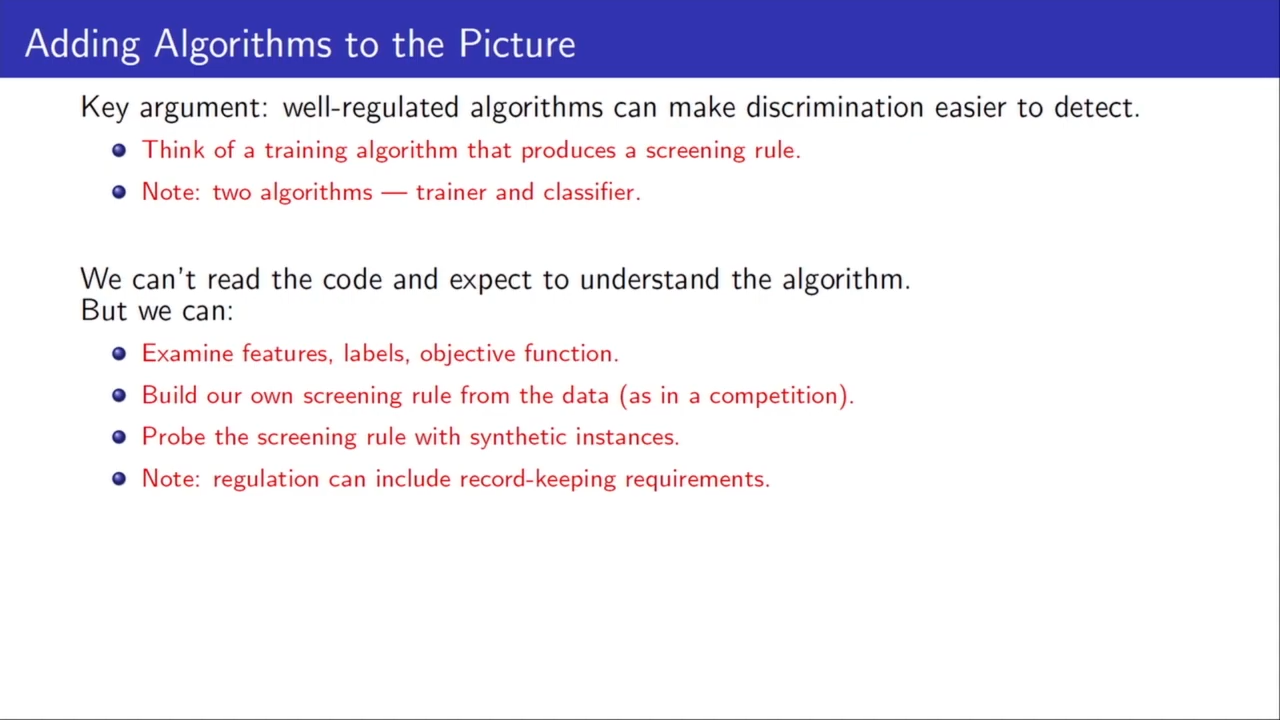 Adding Algorithms to the Picture
Key argument: well-regulated algorithms can make discrimination easier to detect.
Think of a training algorithm that produces a screening rule.
Note: two algorithms — trainer and classifier.
We can't read the code and expect to understand the algorithm.
But we can:
Examine features, labels, objective function.
Build our own screening rule from the data (as in a competition).
Probe the screening rule with synthetic instances.
Note: regulation can include record-keeping requirements.